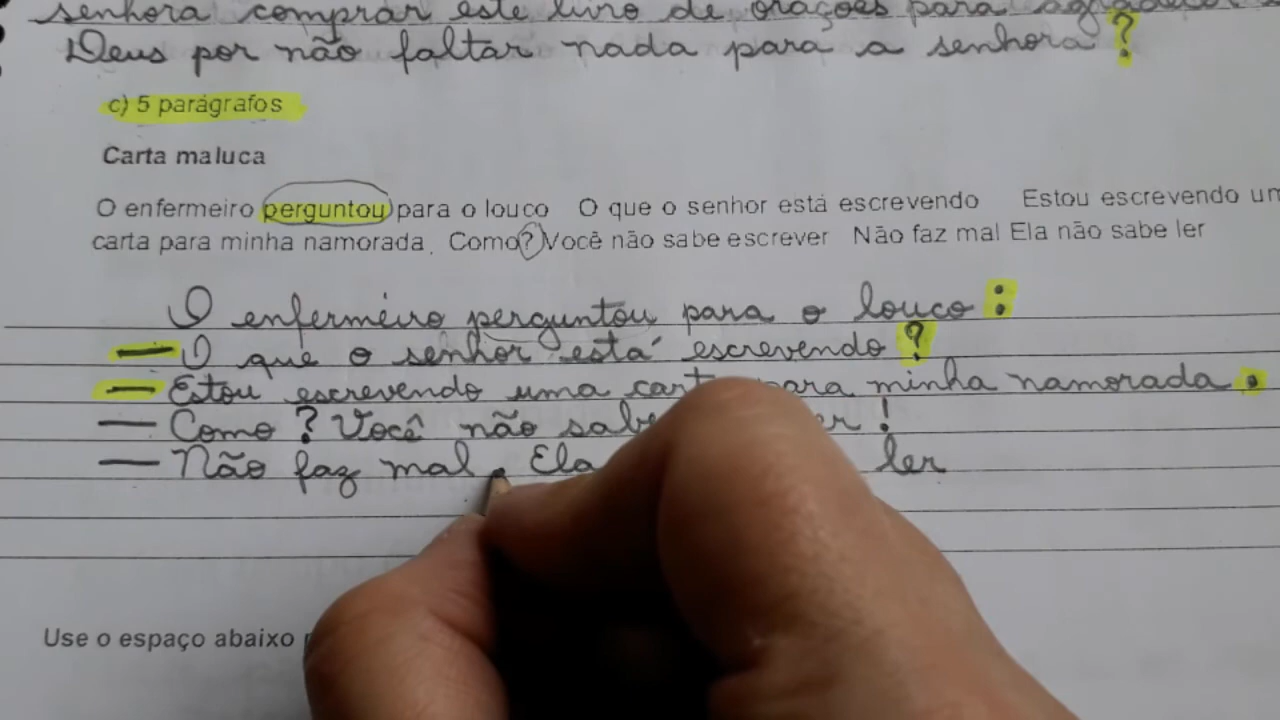 senhora comprar este livro de orações para agradecer a
Deus por não faltar nada para a senhora?
c) 5 parágrafos
Carta maluca
O enfermeiro perguntou para o louco O que o senhor está escrevendo Estou escrevendo um
carta para minha namorada. Como? Você não sabe escrever Não faz mal Ela não sabe ler
O enfermeiro perguntou para o louco:
— O que o senhor está escrevendo?
— Estou escrevendo uma carta para minha namorada.
— Como? Você não sabe !
— Não faz mal. Ela ler
Use o espaço abaixo